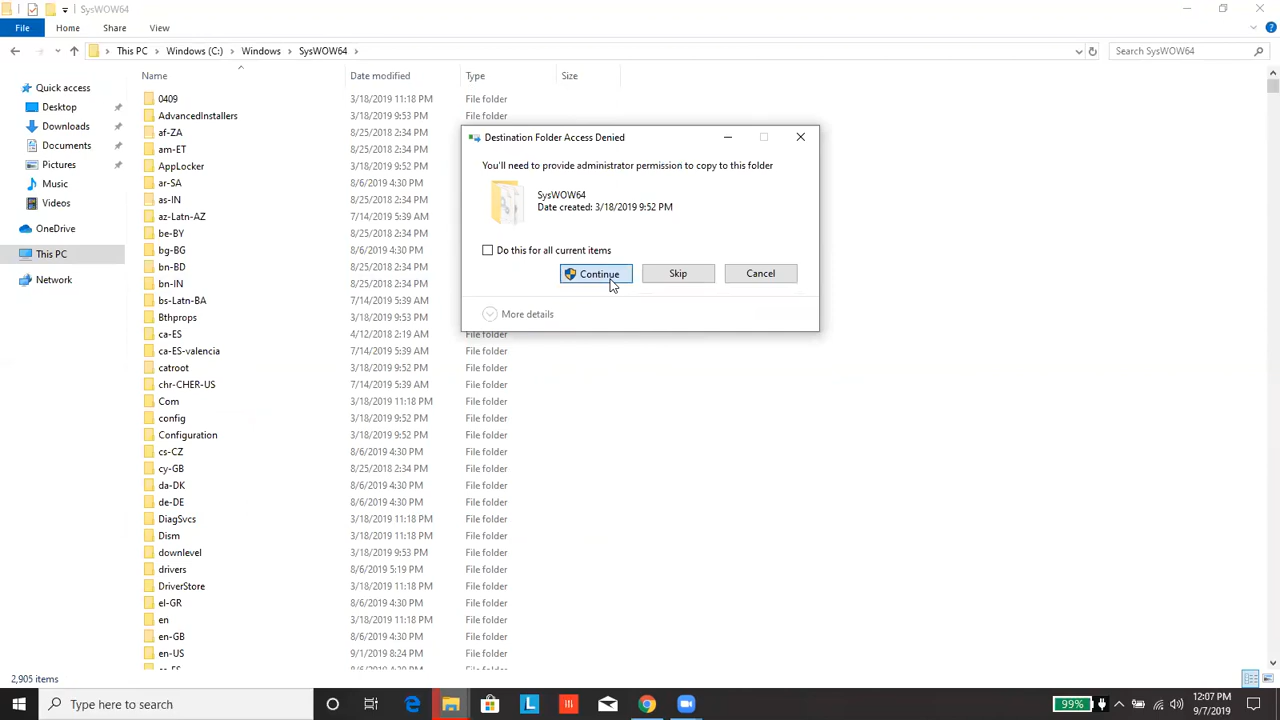 SysWOW64
File Home Share View
This PC Windows (C:) Windows SysWOW64
Search SysWOW64
Name Date modified Type Size
Quick access
Desktop
Downloads
Documents
Pictures
Music
Videos
OneDrive
This PC
Network
0409 3/18/2019 11:18 PM File folder
AdvancedInstallers 3/18/2019 9:53 PM File folder
af-ZA 8/25/2018 2:34 PM File folder
am-ET 8/25/2018 2:34 PM File folder
AppLocker 3/18/2019 9:52 PM File folder
ar-SA 8/6/2019 4:30 PM File folder
as-IN 8/25/2018 2:34 PM File folder
az-Latn-AZ 7/14/2019 5:39 AM File folder
be-BY 8/25/2018 2:34 PM File folder
bg-BG 8/6/2019 4:30 PM File folder
bn-BD 8/25/2018 2:34 PM File folder
bn-IN 8/25/2018 2:34 PM File folder
bs-Latn-BA 7/14/2019 5:39 AM File folder
Bthprops 3/18/2019 9:53 PM File folder
ca-ES 4/12/2018 2:19 AM File folder
ca-ES-valencia 7/14/2019 5:39 AM File folder
catroot 3/18/2019 9:52 PM File folder
chr-CHER-US 7/14/2019 5:39 AM File folder
Com 3/18/2019 9:52 PM File folder
config 3/18/2019 9:52 PM File folder
Configuration 3/18/2019 9:52 PM File folder
cs-CZ 8/6/2019 4:30 PM File folder
cy-GB 8/25/2018 2:34 PM File folder
da-DK 8/6/2019 4:30 PM File folder
de-DE 8/6/2019 4:30 PM File folder
DiagSvcs 3/18/2019 11:18 PM File folder
Dism 3/18/2019 11:18 PM File folder
downlevel 3/18/2019 9:53 PM File folder
drivers 8/6/2019 5:19 PM File folder
DriverStore 3/18/2019 11:18 PM File folder
el-GR 8/6/2019 4:30 PM File folder
en 3/18/2019 11:18 PM File folder
en-GB 8/6/2019 4:30 PM File folder
en-US 9/1/2019 8:24 PM File folder
Destination Folder Access Denied
You'll need to provide administrator permission to copy to this folder
SysWOW64
Date created: 3/18/2019 9:52 PM
Do this for all current items
Continue Skip Cancel
More details
2,905 items
Type here to search
99%
12:07 PM
9/7/2019